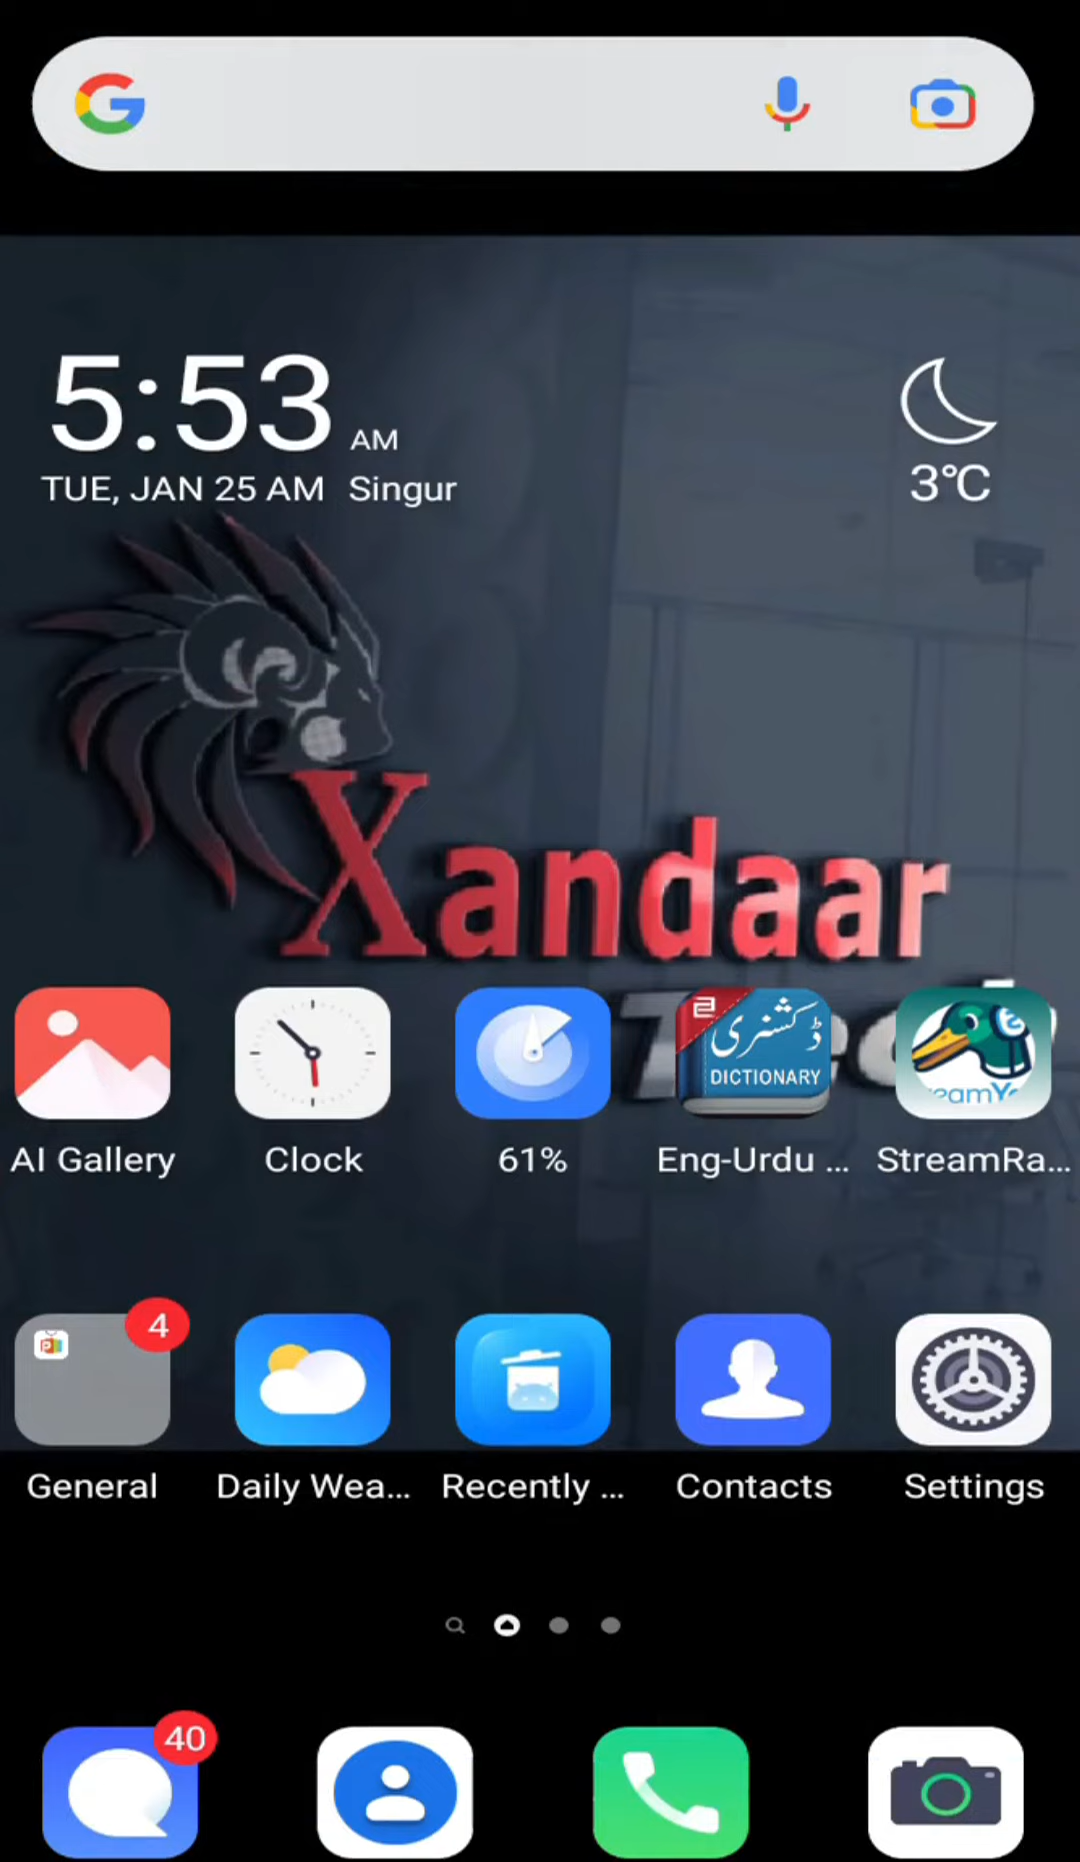 5:53 AM
TUE, JAN 25 AM Singur
3°C
Xandaar
ڈکشنری
DICTIONARY
AI Gallery
Clock
61%
Eng-Urdu ...
StreamRa...
4
General
Daily Wea...
Recently ...
Contacts
Settings
40